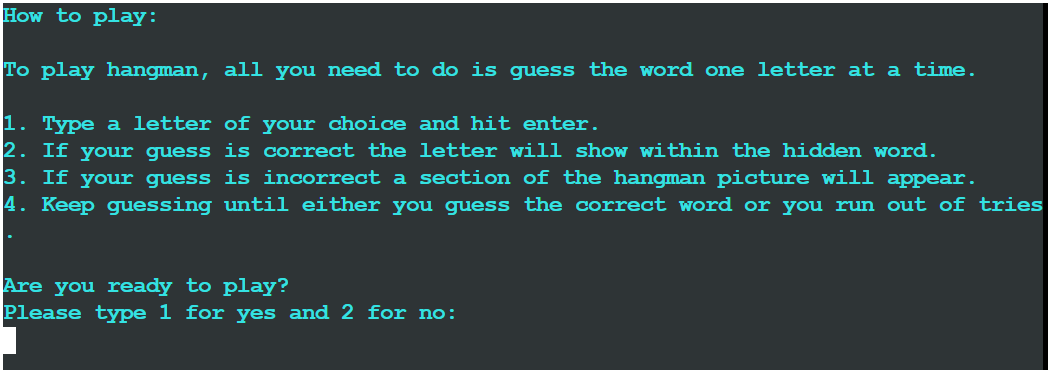 How to play:
To play hangman, all you need to do is guess the word one letter at a time.
1. Type a letter of your choice and hit enter.
2. If your guess is correct the letter will show within the hidden word.
3. If your guess is incorrect a section of the hangman picture will appear.
4. Keep guessing until either you guess the correct word or you run out of tries
.
Are you ready to play?
Please type 1 for yes and 2 for no: